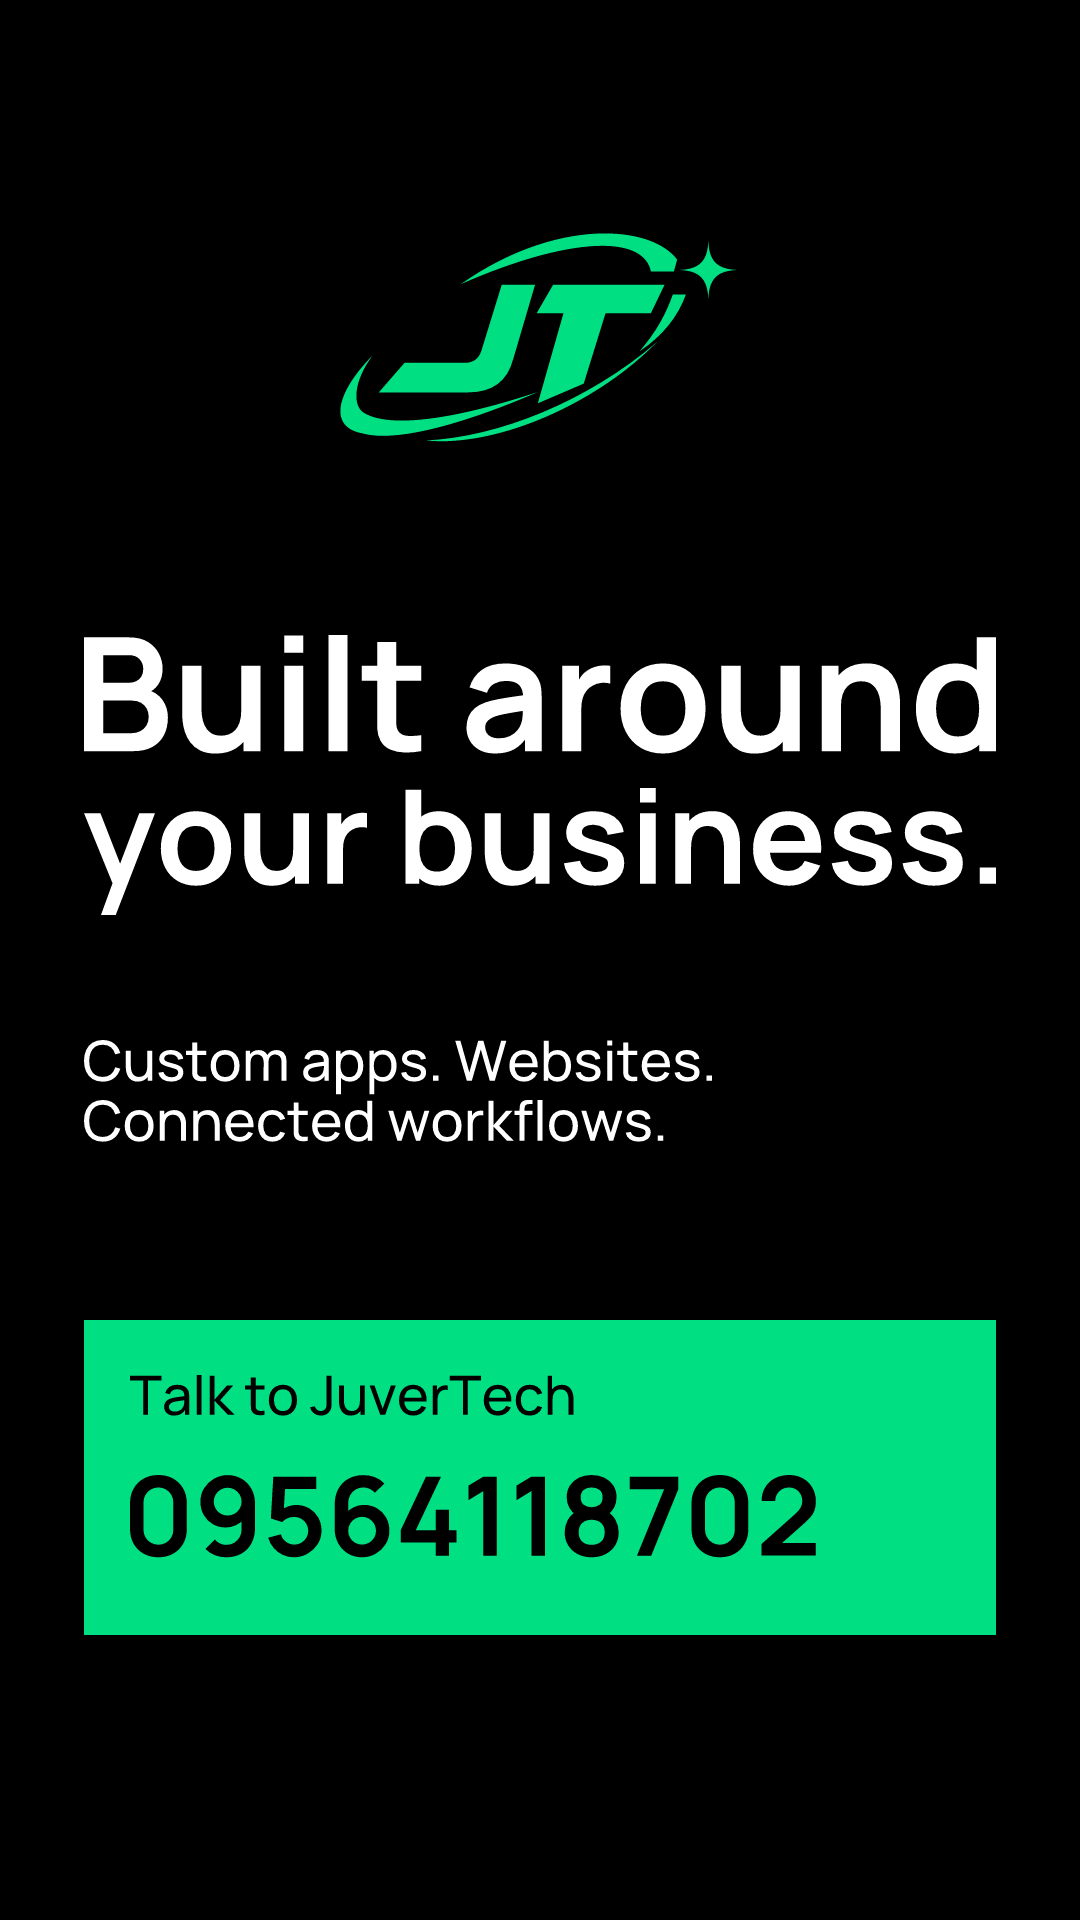 JT
Built around
your business.
Custom apps. Websites.
Connected workflows.
Talk to JuverTech
09564118702